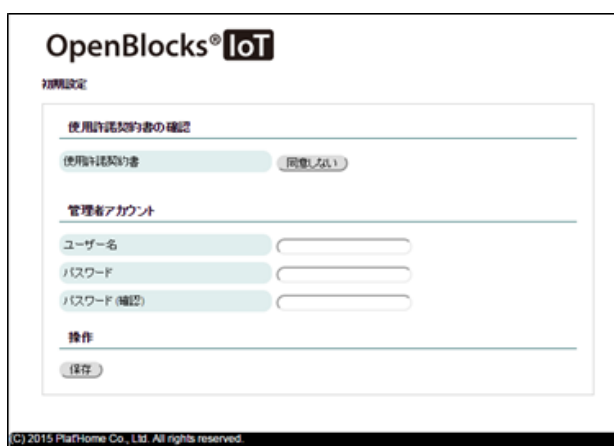 OpenBlocks® IoT
初期設定
使用許諾契約書の確認
使用許諾契約書 同意しない
管理者アカウント
ユーザー名
パスワード
パスワード(確認)
操作
保存
(C) 2015 Plat'Home Co., Ltd. All rights reserved.